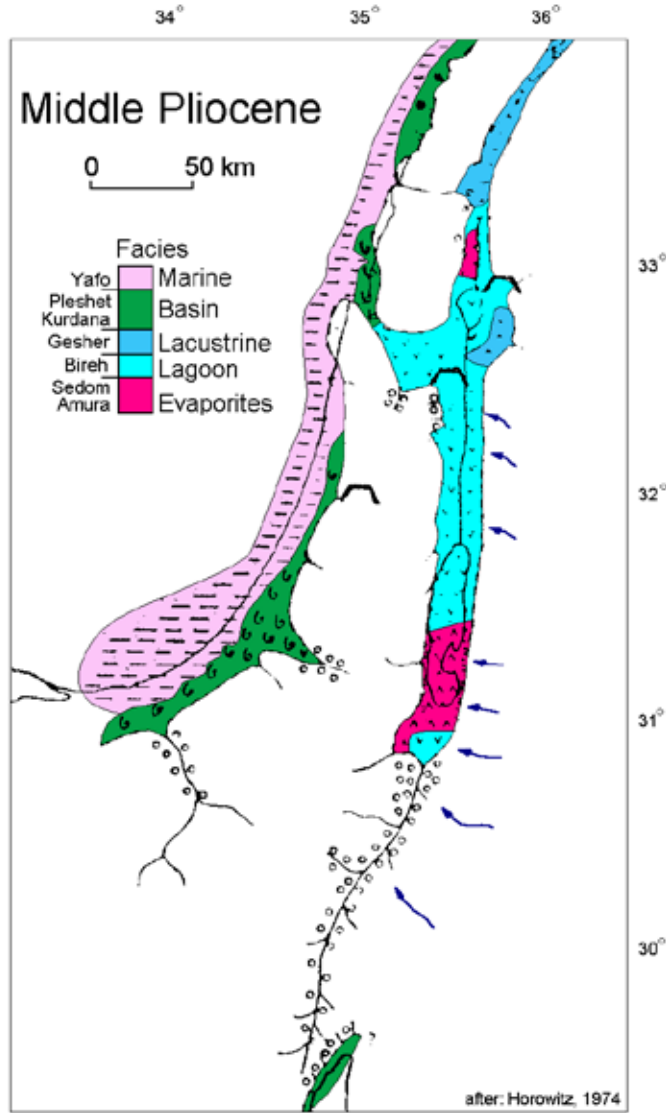 34° 35° 36°
Middle Pliocene
0 50 km
Facies
Yafo Marine
Pleshet
Kurdana Basin
Gesher Lacustrine
Bireh Lagoon
Sedom
Amura Evaporites
33°
32°
31°
30°
after: Horowitz, 1974